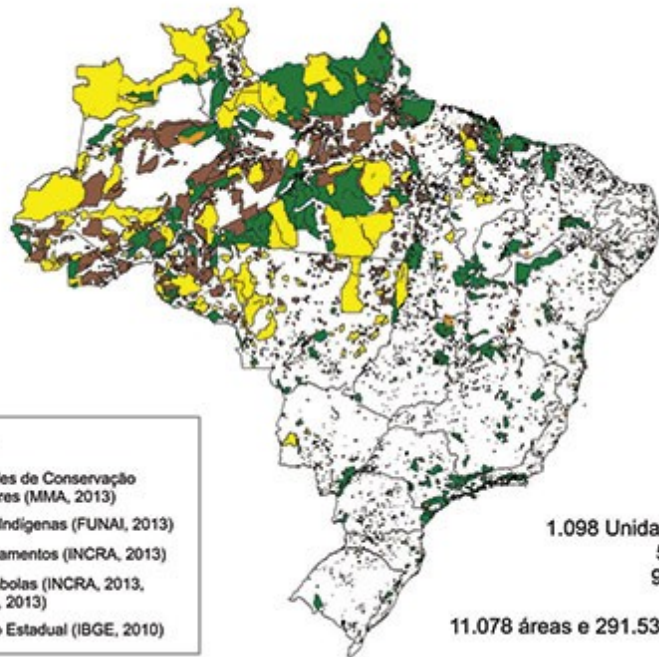 es de Conservação
res (MMA, 2013)
Indígenas (FUNAI, 2013)
amentos (INCRA, 2013)
bolas (INCRA, 2013,
, 2013)
o Estadual (IBGE, 2010)
1.098 Unida
5
9
11.078 áreas e 291.53